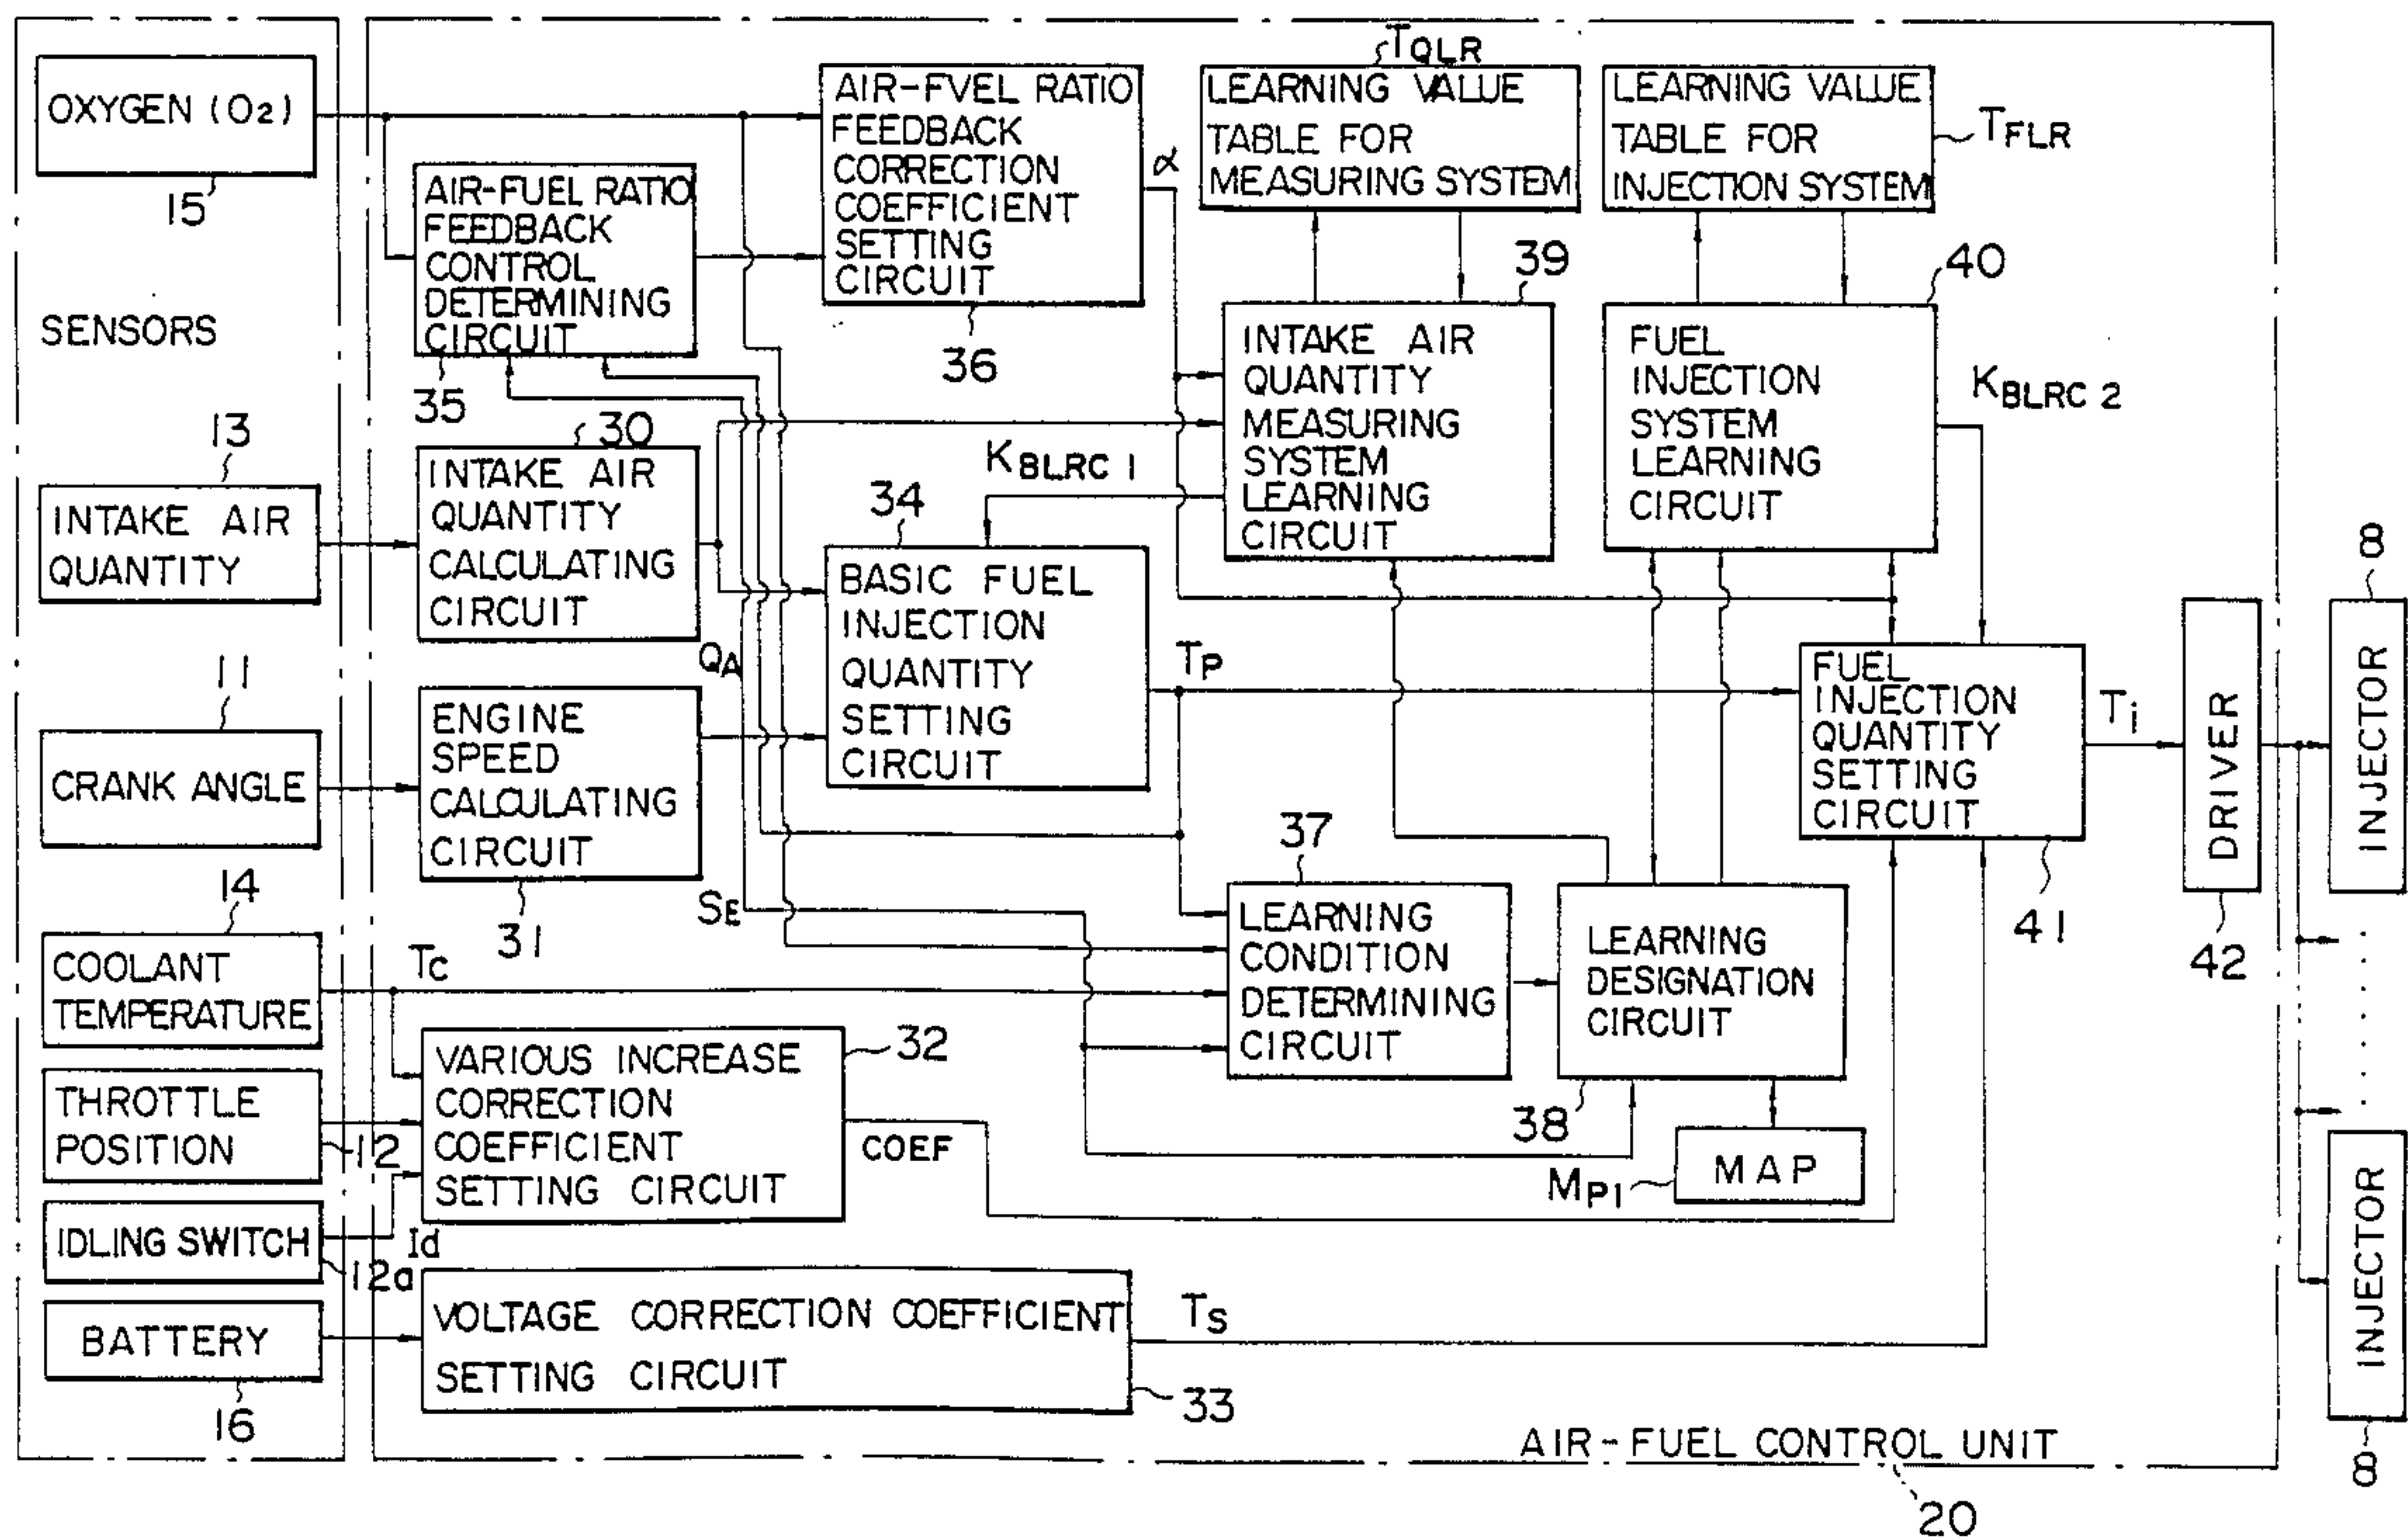 OXYGEN (O2)
15
SENSORS
13
INTAKE AIR
QUANTITY
11
CRANK ANGLE
14
COOLANT
TEMPERATURE
THROTTLE
POSITION
12
IDLING SWITCH
12a
BATTERY
16
AIR-FUEL RATIO
FEEDBACK
CONTROL
DETERMINING
CIRCUIT
35
30
INTAKE AIR
QUANTITY
CALCULATING
CIRCUIT
QA
ENGINE
SPEED
CALCULATING
CIRCUIT
31
SE
TC
VARIOUS INCREASE
CORRECTION
COEFFICIENT
SETTING CIRCUIT
32
COEF
Id
VOLTAGE CORRECTION COEFFICIENT
SETTING CIRCUIT
33
TS
AIR-FVEL RATIO
FEEDBACK
CORRECTION
COEFFICIENT
SETTING
CIRCUIT
36
α
KBLRC 1
34
BASIC FUEL
INJECTION
QUANTITY
SETTING
CIRCUIT
TP
TQLR
LEARNING VALUE
TABLE FOR
MEASURING SYSTEM
39
INTAKE AIR
QUANTITY
MEASURING
SYSTEM
LEARNING
CIRCUIT
37
LEARNING
CONDITION
DETERMINING
CIRCUIT
LEARNING VALUE
TABLE FOR
INJECTION SYSTEM
TFLR
40
FUEL
INJECTION
SYSTEM
LEARNING
CIRCUIT
KBLRC 2
LEARNING
DESIGNATION
CIRCUIT
38
MP1
MAP
FUEL
INJECTION
QUANTITY
SETTING
CIRCUIT
41
Ti
DRIVER
42
8
INJECTOR
INJECTOR
8
AIR-FUEL CONTROL UNIT
20